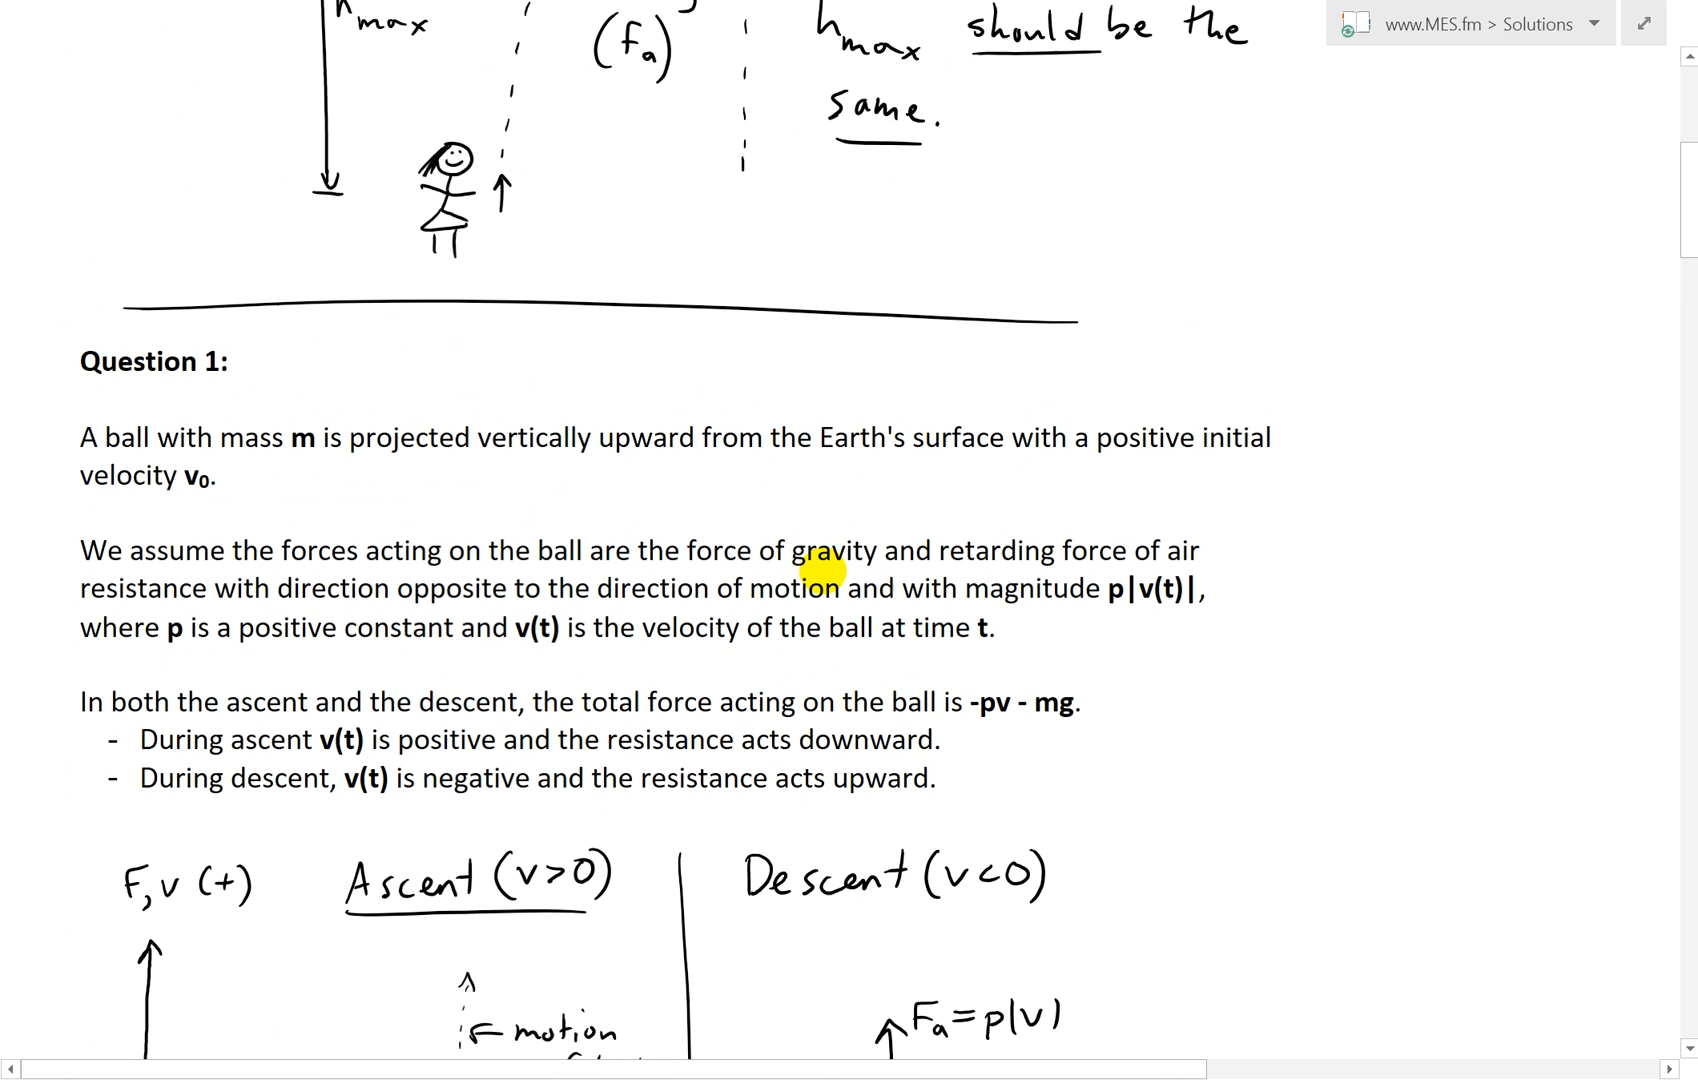 hmax
(fa)
hmax should be the
same.
www.MES.fm > Solutions
Question 1:
A ball with mass m is projected vertically upward from the Earth's surface with a positive initial
velocity v₀.
We assume the forces acting on the ball are the force of gravity and retarding force of air
resistance with direction opposite to the direction of motion and with magnitude p|v(t)|,
where p is a positive constant and v(t) is the velocity of the ball at time t.
In both the ascent and the descent, the total force acting on the ball is -pv - mg.
- During ascent v(t) is positive and the resistance acts downward.
- During descent, v(t) is negative and the resistance acts upward.
F, v (+)
Ascent (v>0)
Descent (v<0)
← motion
Fa = p|v|